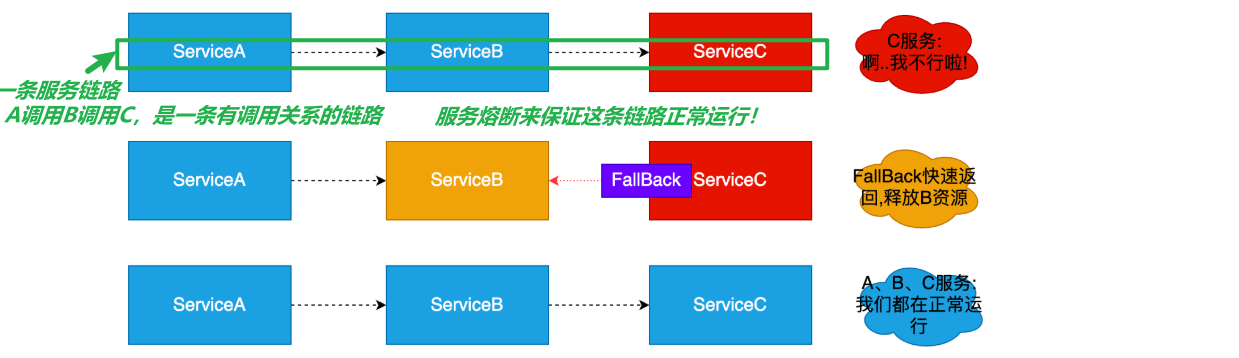 ServiceA
ServiceB
ServiceC
C服务:
啊..我不行啦!
一条服务链路
A调用B调用C，是一条有调用关系的链路
服务熔断来保证这条链路正常运行！
ServiceA
ServiceB
FallBack
ServiceC
FallBack快速返
回,释放B资源
ServiceA
ServiceB
ServiceC
A、B、C服务:
我们都在正常运
行